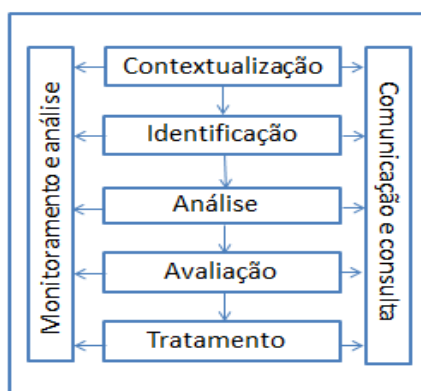 Monitoramento e análise
Contextualização
Identificação
Análise
Avaliação
Tratamento
Comunicação e consulta